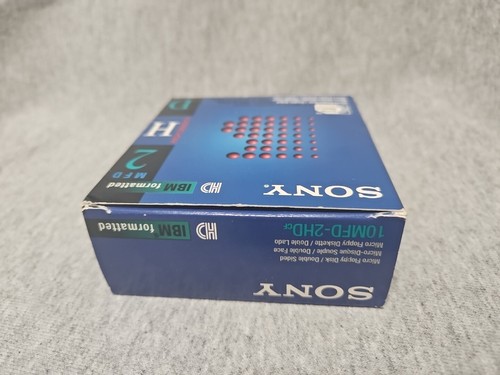 SONY
IBM formatted
HD
MFD
2
H
D
SONY
Micro Floppy Disk / Double Sided
Micro-Disque Souple / Double Face
Micro Floppy Diskette / Doble Lado
10MFD-2HDCF
HD
IBM formatted